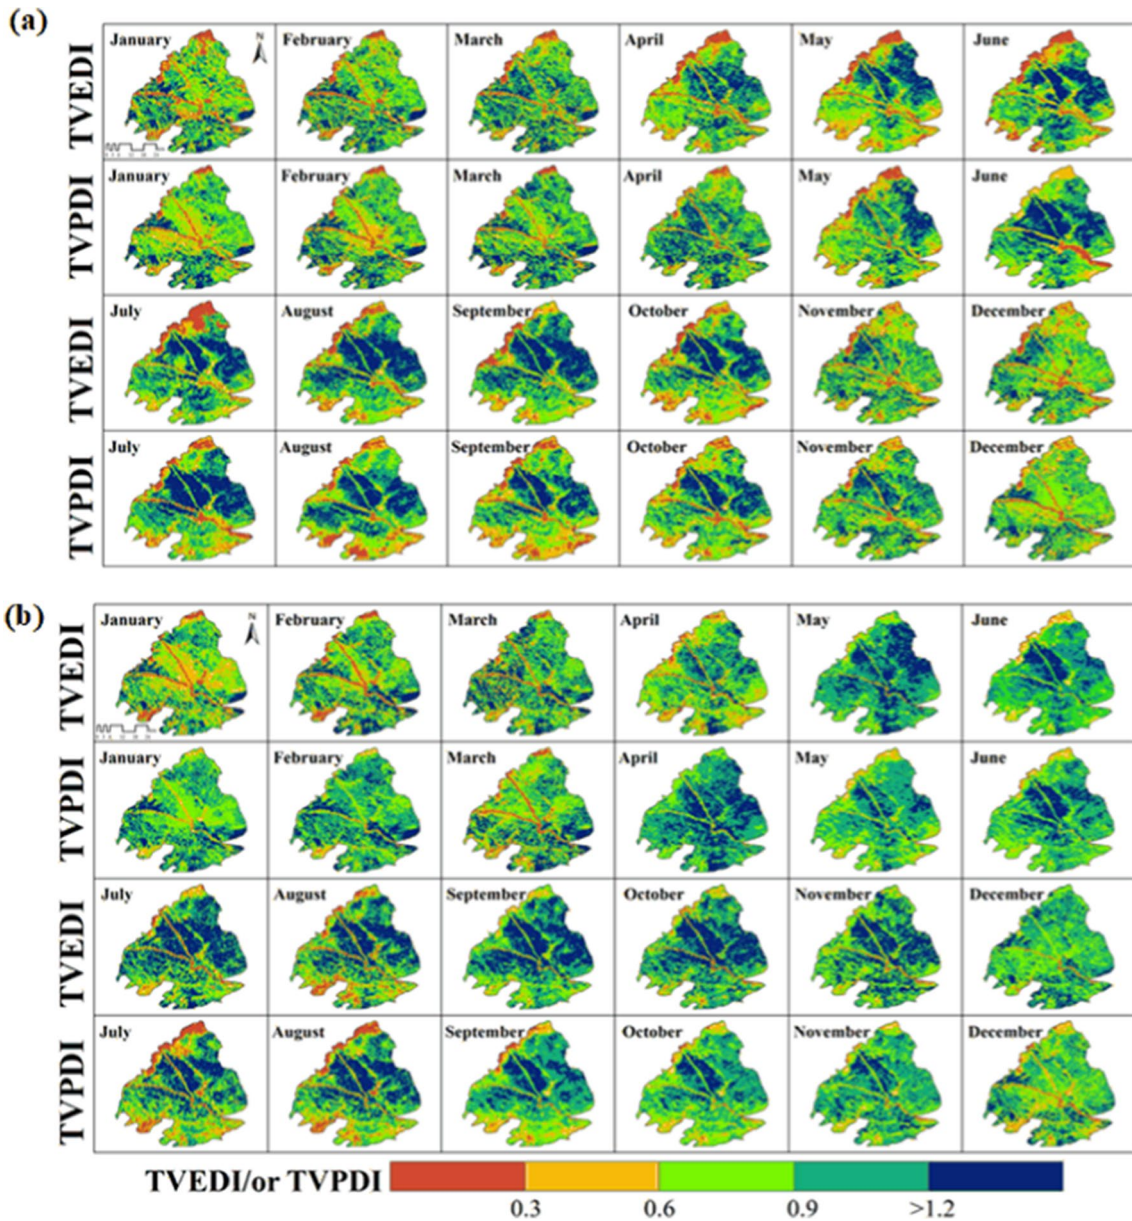 (a)
TVEDI
January
N
February
March
April
May
June
TVPDI
January
February
March
April
May
June
TVEDI
July
August
September
October
November
December
TVPDI
July
August
September
October
November
December
(b)
TVEDI
January
N
February
March
April
May
June
TVPDI
January
February
March
April
May
June
TVEDI
July
August
September
October
November
December
TVPDI
July
August
September
October
November
December
TVEDI/or TVPDI
0.3 0.6 0.9 >1.2